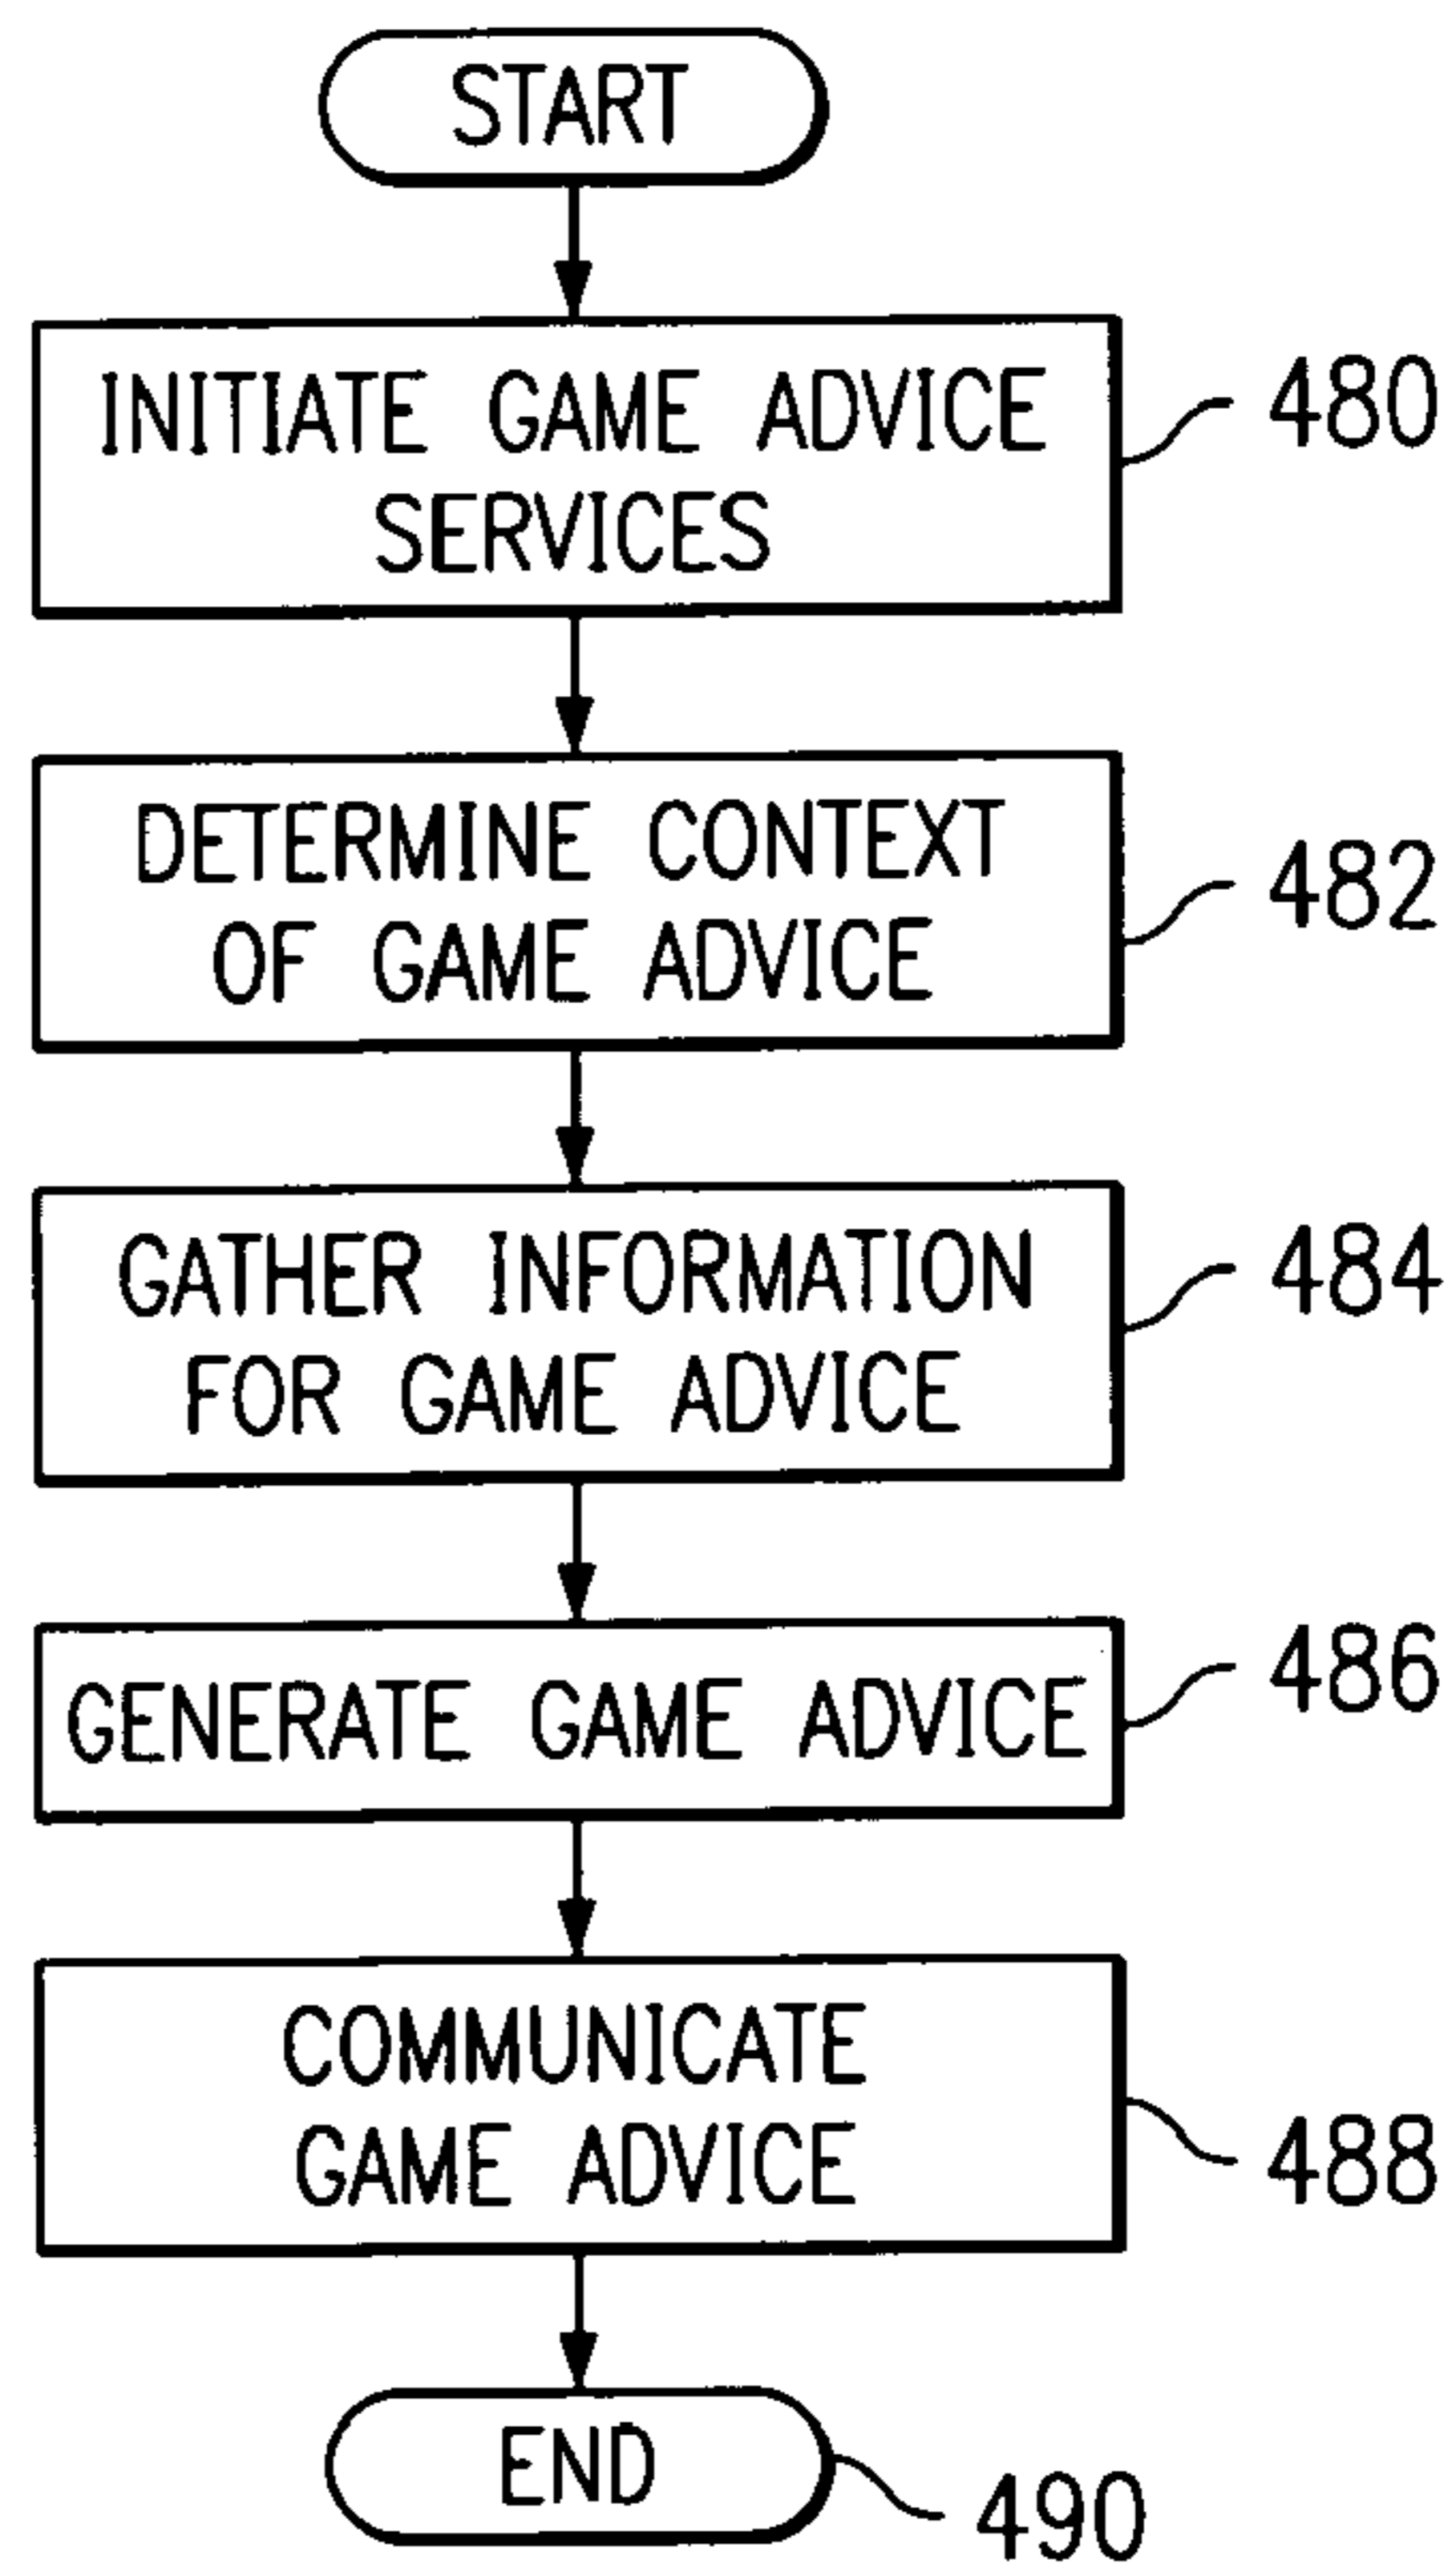 START
INITIATE GAME ADVICE
SERVICES
480
DETERMINE CONTEXT
OF GAME ADVICE
482
GATHER INFORMATION
FOR GAME ADVICE
484
GENERATE GAME ADVICE
486
COMMUNICATE
GAME ADVICE
488
END
490